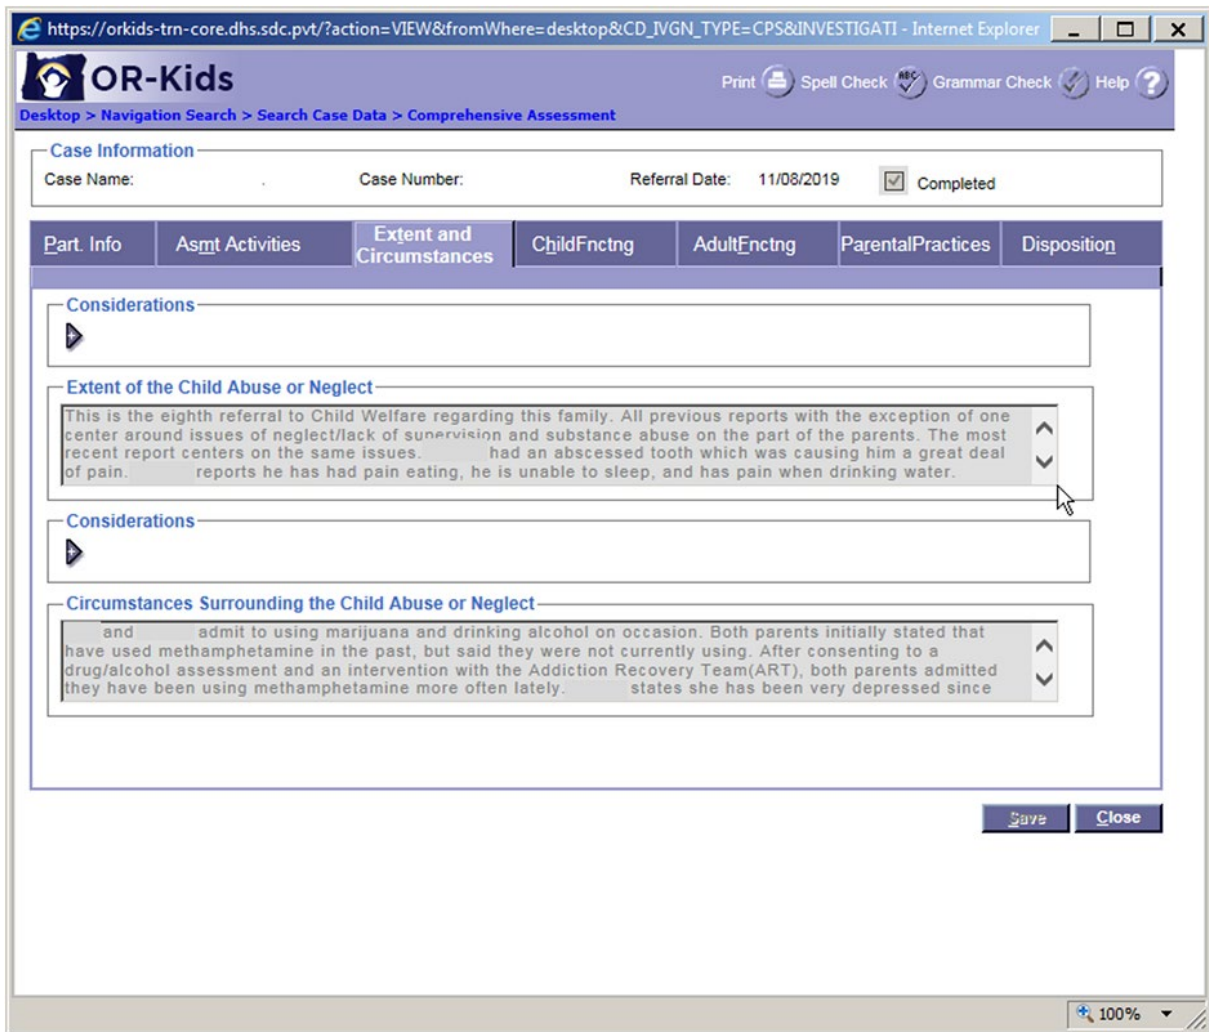 https://orkids-trn-core.dhs.sdc.pvt/?action=VIEW&fromWhere=desktop&CD_IVGN_TYPE=CPS&INVESTIGATI - Internet Explorer
OR-Kids
Print Spell Check ABC Grammar Check Help ?
Desktop > Navigation Search > Search Case Data > Comprehensive Assessment
Case Information
Case Name: . Case Number: Referral Date: 11/08/2019 Completed
Part. Info Asmt Activities Extent and Circumstances ChildFnctng AdultFnctng ParentalPractices Disposition
Considerations
Extent of the Child Abuse or Neglect
This is the eighth referral to Child Welfare regarding this family. All previous reports with the exception of one
center around issues of neglect/lack of supervision and substance abuse on the part of the parents. The most
recent report centers on the same issues. had an abscessed tooth which was causing him a great deal
of pain. reports he has had pain eating, he is unable to sleep, and has pain when drinking water.
Considerations
Circumstances Surrounding the Child Abuse or Neglect
and admit to using marijuana and drinking alcohol on occasion. Both parents initially stated that
have used methamphetamine in the past, but said they were not currently using. After consenting to a
drug/alcohol assessment and an intervention with the Addiction Recovery Team(ART), both parents admitted
they have been using methamphetamine more often lately. states she has been very depressed since
Save Close
100%